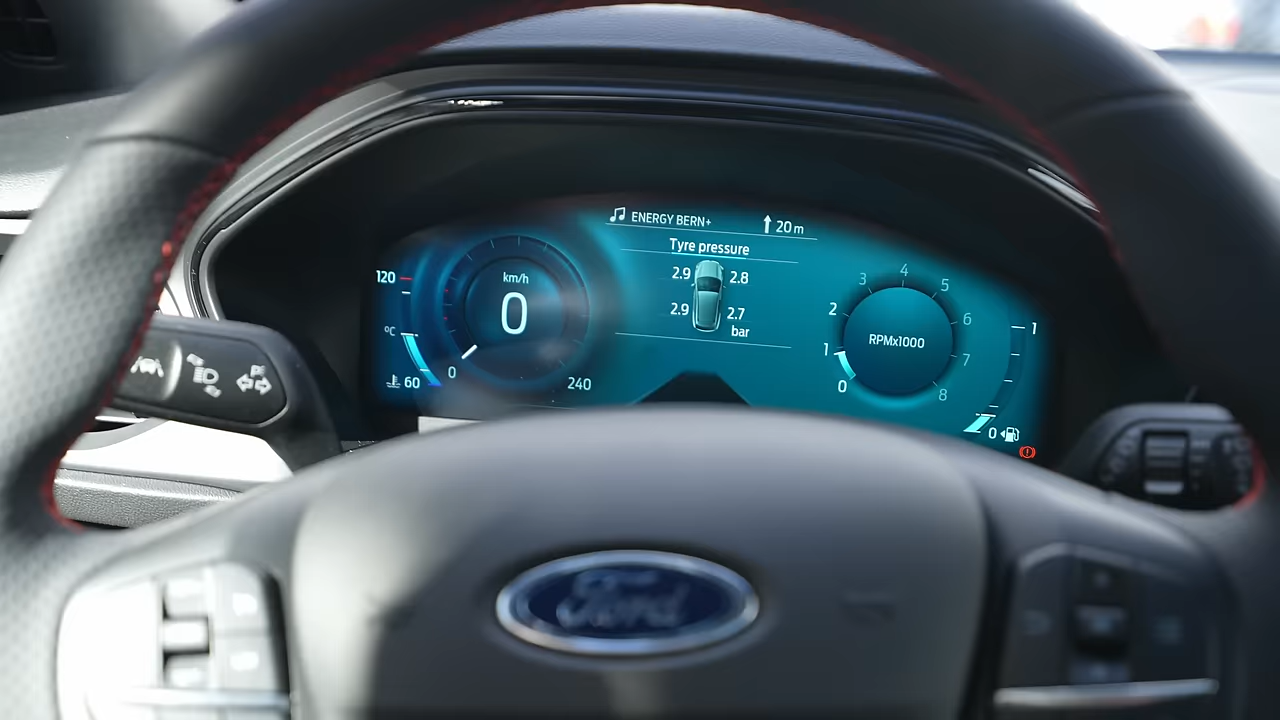 ENERGY BERN+
20 m
Tyre pressure
2.9 2.8
2.9 2.7
bar
120
°C
60
km/h
0
0
240
0
1
2
3
4
5
6
7
8
RPMx1000
1
0
Ford